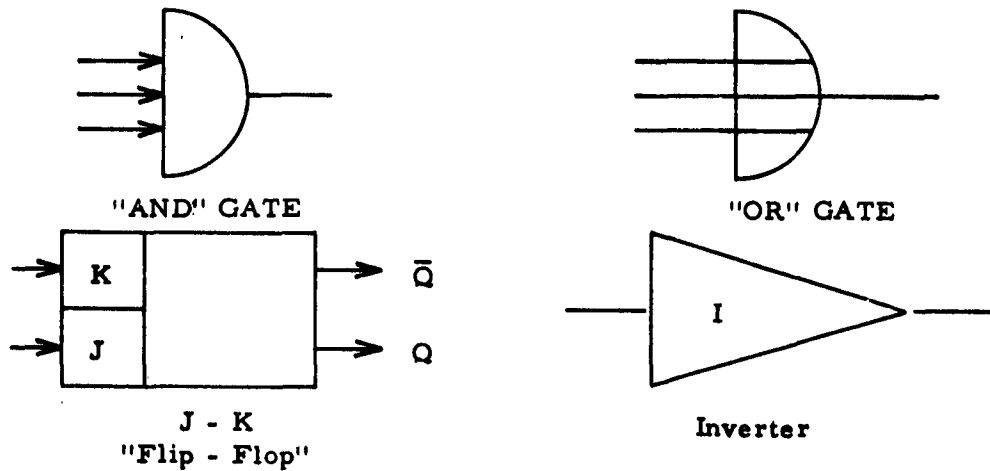 "AND" GATE
"OR" GATE
K
Q̅
J
Q
J - K
"Flip - Flop"
I
Inverter